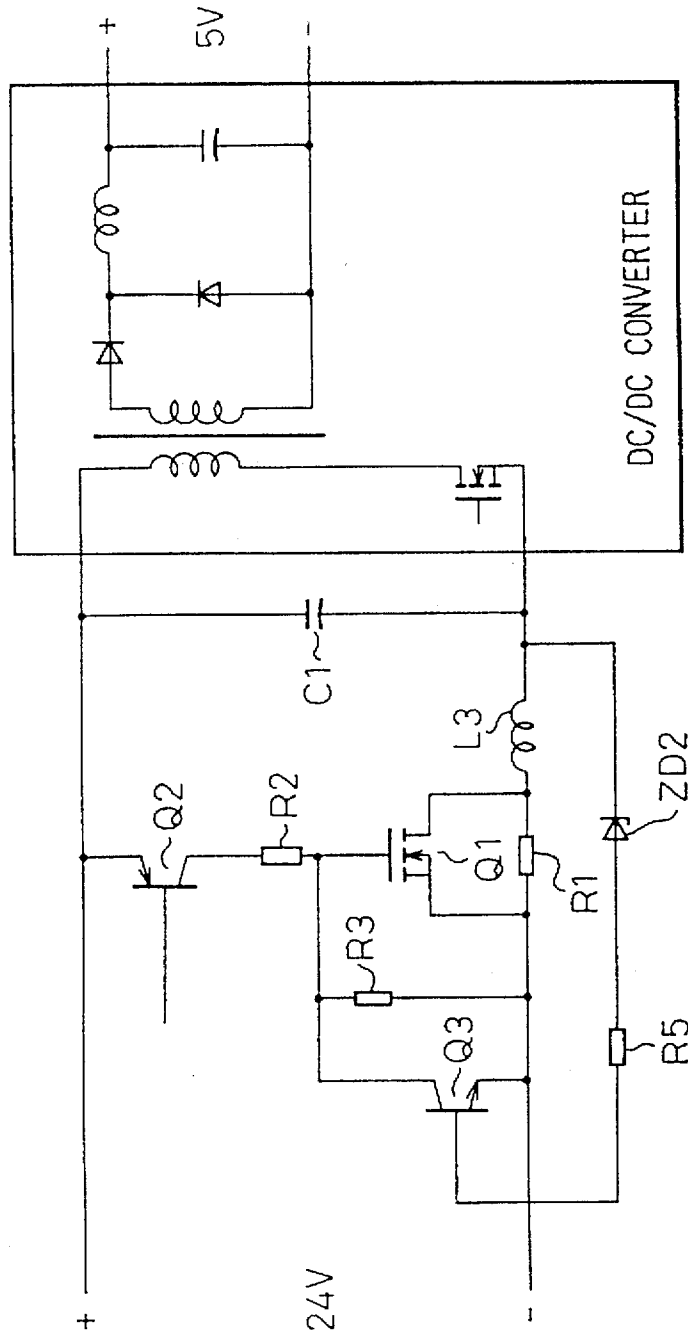 +
24V
-
Q3
R3
Q2
R2
Q1
R1
L3
C1
R5
ZD2
DC/DC CONVERTER
+
5V
-